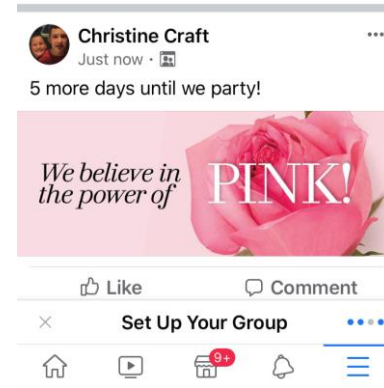 Christine Craft
Just now ·
5 more days until we party!
We believe in
the power of PINK!
Like Comment
Set Up Your Group
9+